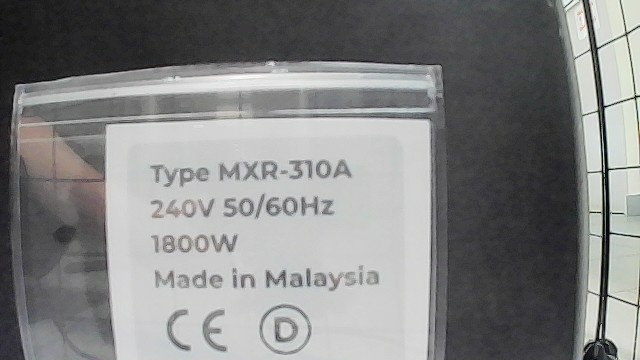 Type MXR-310A
240V 50/60Hz
1800W
Made in Malaysia
CE D